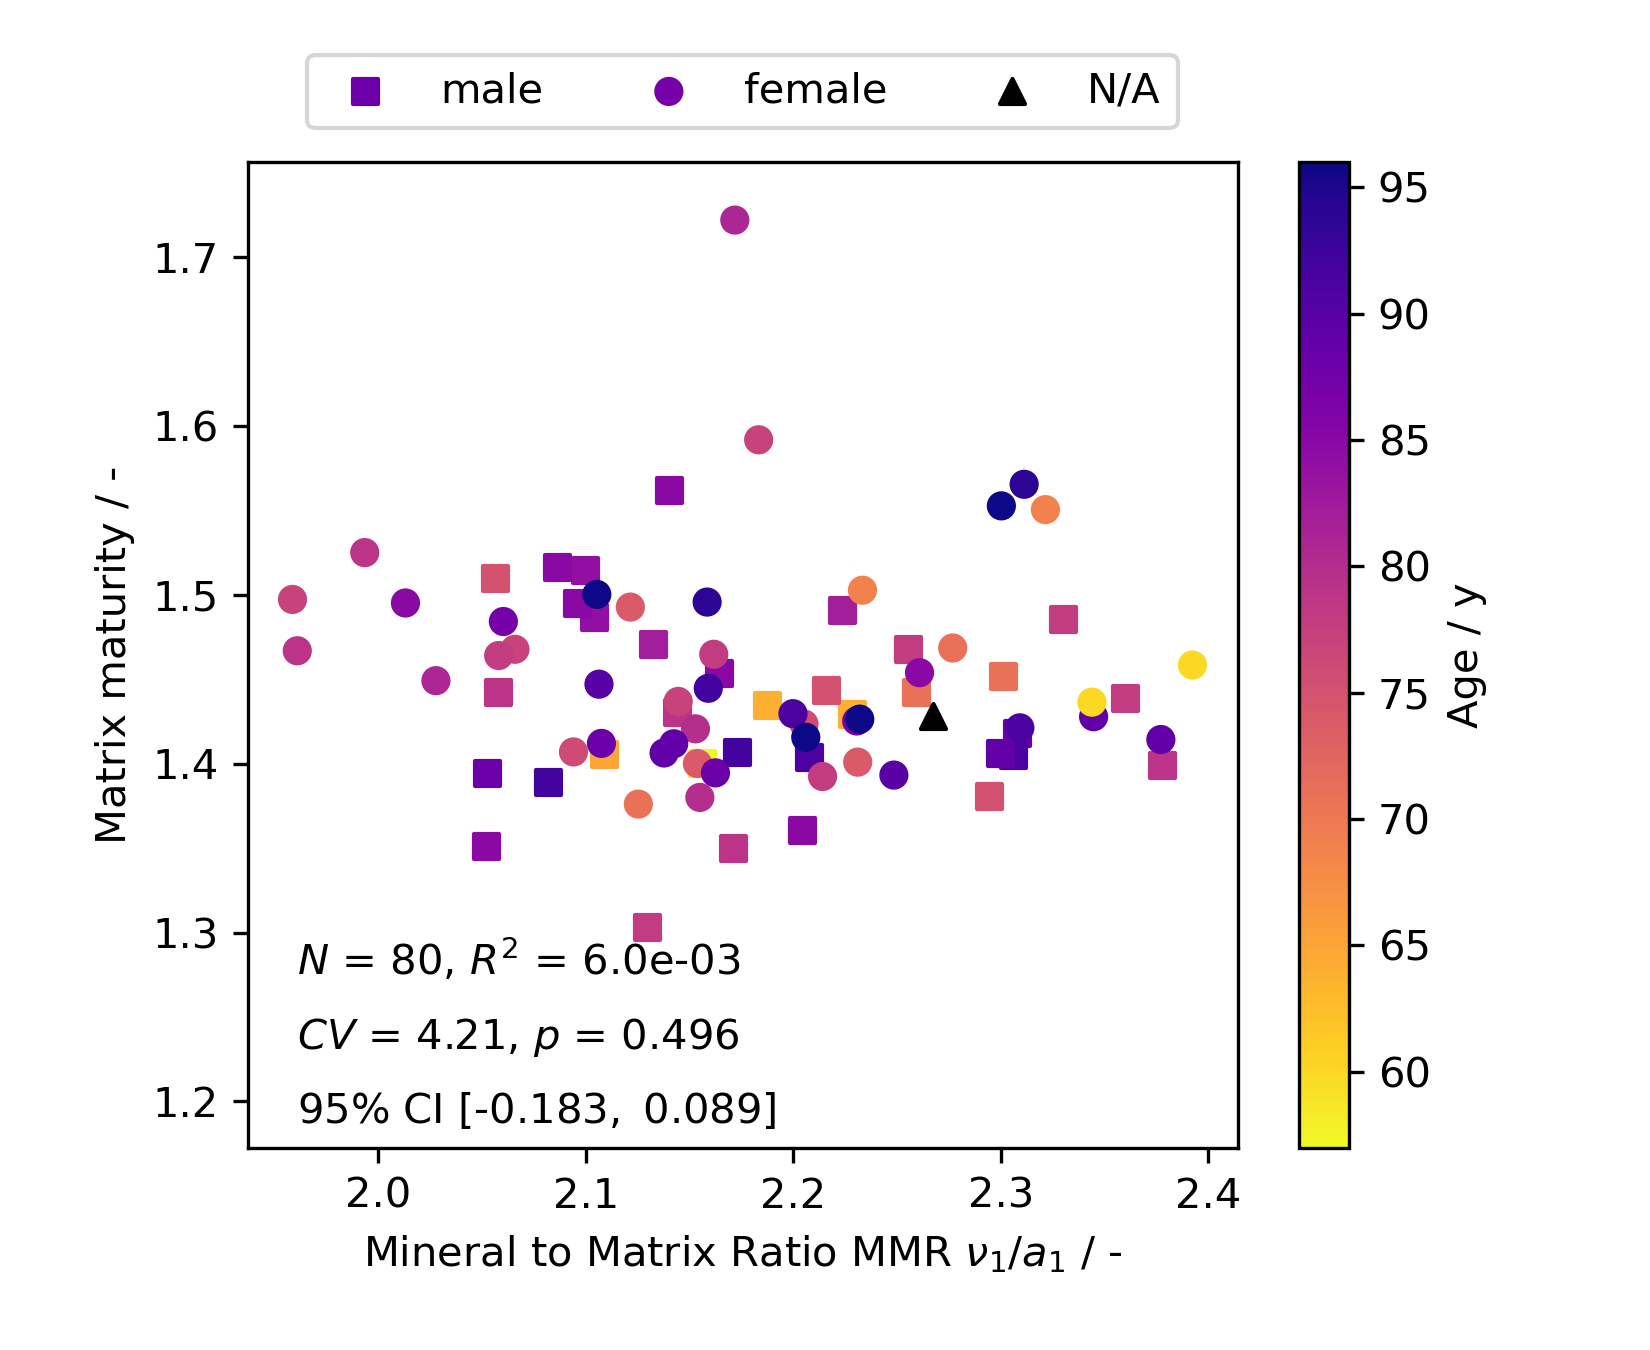 male female N/A
1.7
1.6
1.5
1.4
1.3
1.2
Matrix maturity / -
N = 80, R² = 6.0e-03
CV = 4.21, p = 0.496
95% CI [-0.183, 0.089]
2.0 2.1 2.2 2.3 2.4
Mineral to Matrix Ratio MMR ν₁/a₁ / -
95
90
85
80
75
70
65
60
Age / y